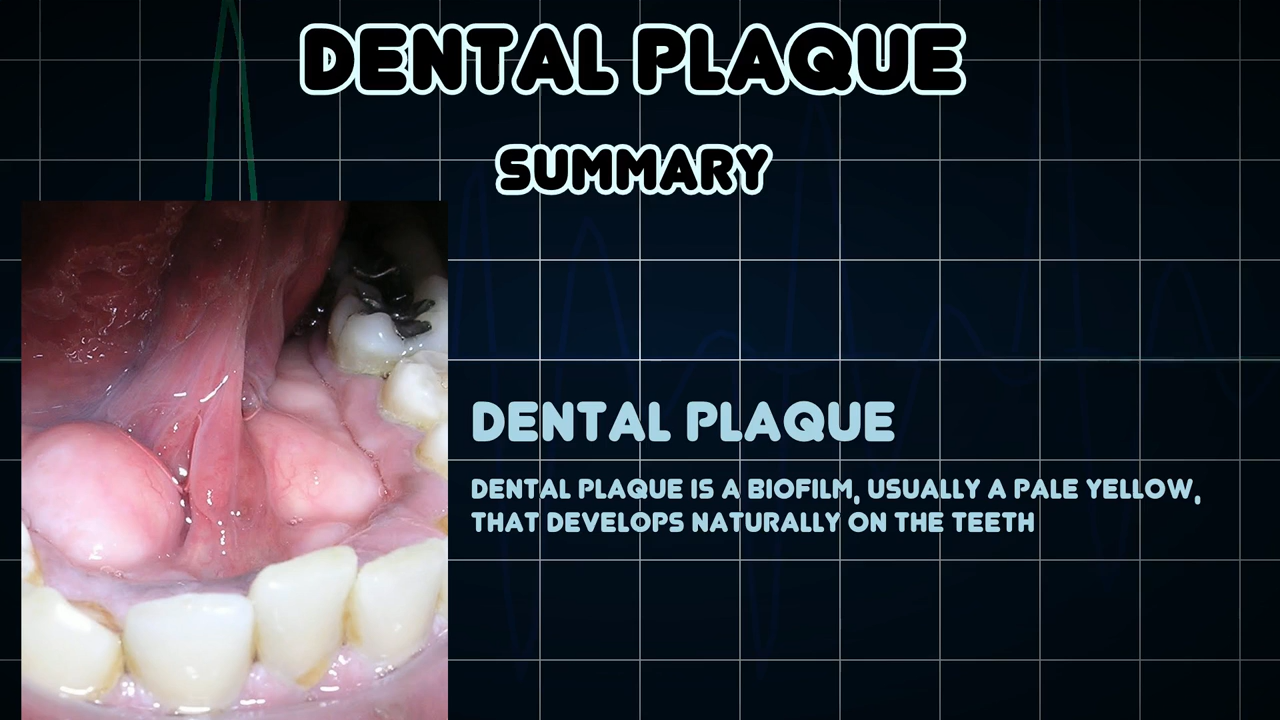 DENTAL PLAQUE
SUMMARY
DENTAL PLAQUE
DENTAL PLAQUE IS A BIOFILM, USUALLY A PALE YELLOW,
THAT DEVELOPS NATURALLY ON THE TEETH